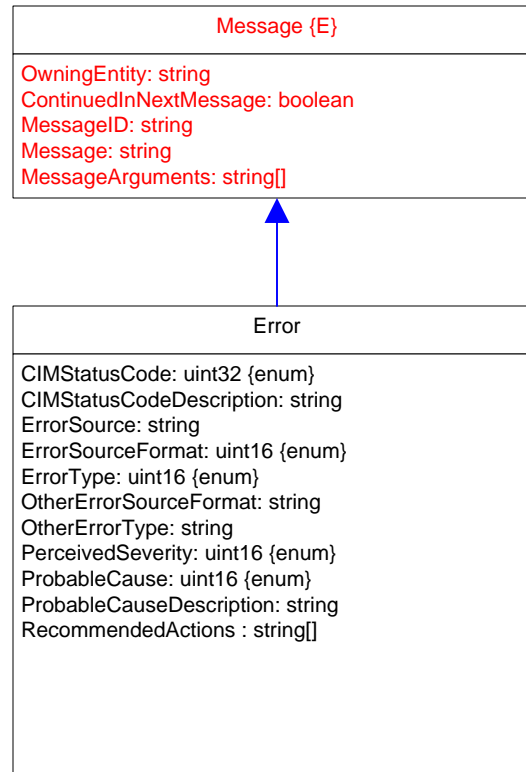 Message {E}
OwningEntity: string
ContinuedInNextMessage: boolean
MessageID: string
Message: string
MessageArguments: string[]
Error
CIMStatusCode: uint32 {enum}
CIMStatusCodeDescription: string
ErrorSource: string
ErrorSourceFormat: uint16 {enum}
ErrorType: uint16 {enum}
OtherErrorSourceFormat: string
OtherErrorType: string
PerceivedSeverity: uint16 {enum}
ProbableCause: uint16 {enum}
ProbableCauseDescription: string
RecommendedActions : string[]